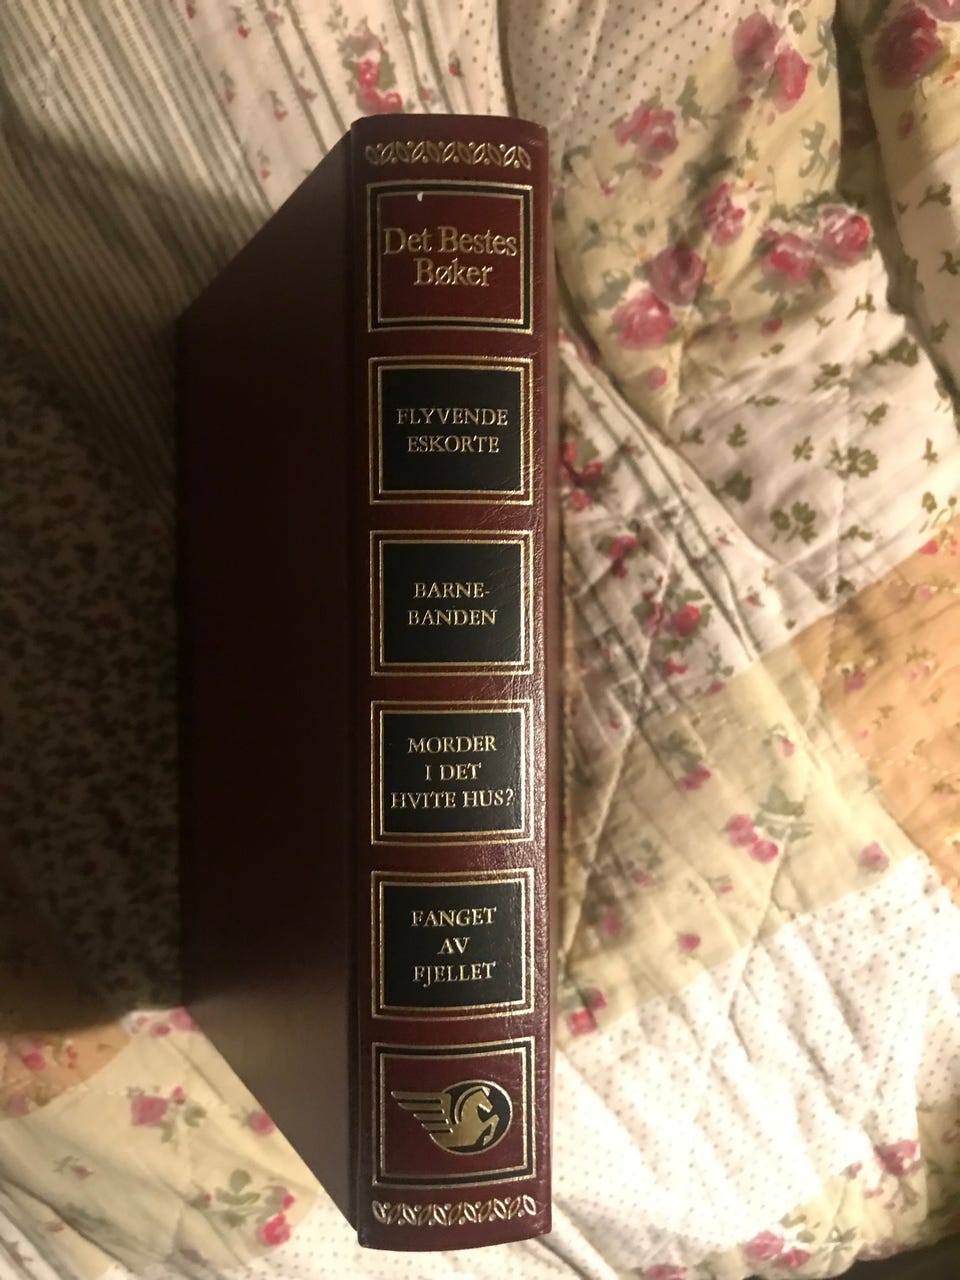 Det Bestes
Bøker
FLYVENDE
ESKORTE
BARNE-
BANDEN
MORDER
I DET
HVITE HUS?
FANGET
AV
FJELLET